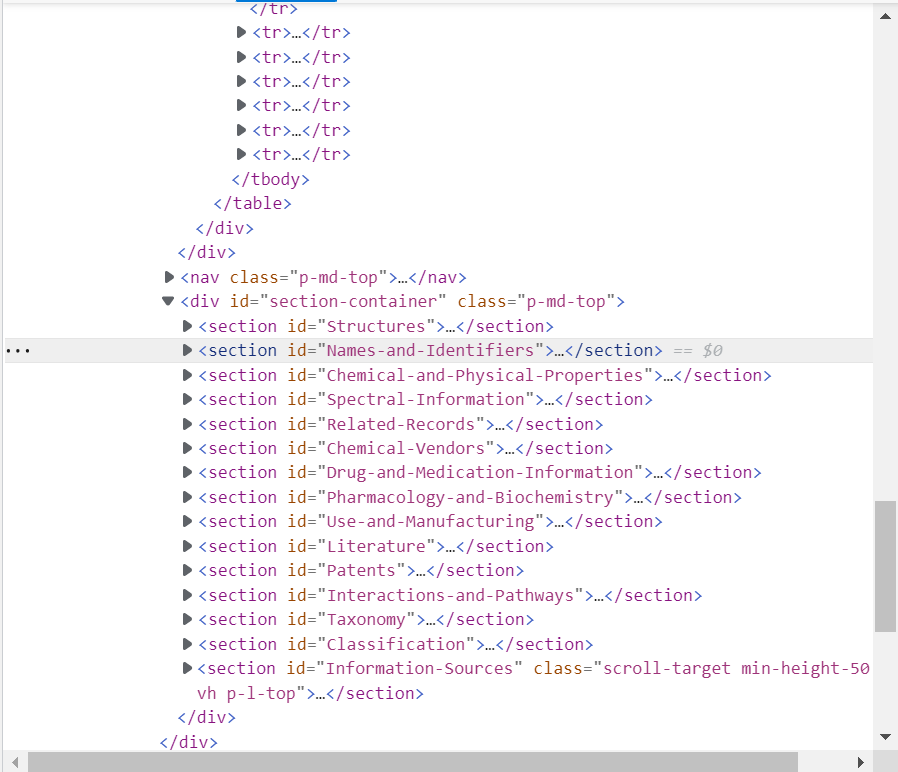 </tr>
<tr>…</tr>
<tr>…</tr>
<tr>…</tr>
<tr>…</tr>
<tr>…</tr>
<tr>…</tr>
</tbody>
</table>
</div>
</div>
<nav class="p-md-top">…</nav>
<div id="section-container" class="p-md-top">
<section id="Structures">…</section>
<section id="Names-and-Identifiers">…</section> == $0
<section id="Chemical-and-Physical-Properties">…</section>
<section id="Spectral-Information">…</section>
<section id="Related-Records">…</section>
<section id="Chemical-Vendors">…</section>
<section id="Drug-and-Medication-Information">…</section>
<section id="Pharmacology-and-Biochemistry">…</section>
<section id="Use-and-Manufacturing">…</section>
<section id="Literature">…</section>
<section id="Patents">…</section>
<section id="Interactions-and-Pathways">…</section>
<section id="Taxonomy">…</section>
<section id="Classification">…</section>
<section id="Information-Sources" class="scroll-target min-height-50
vh p-l-top">…</section>
</div>
</div>